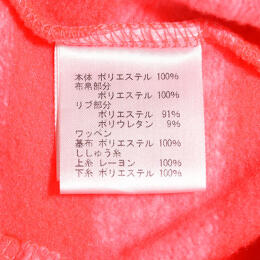 本体 ポリエステル 100%
布帛部分
ポリエステル 100%
リブ部分
ポリエステル 91%
ポリウレタン 9%
ワッペン
基布 ポリエステル 100%
ししゅう糸
上糸 レーヨン 100%
下糸 ポリエステル 100%